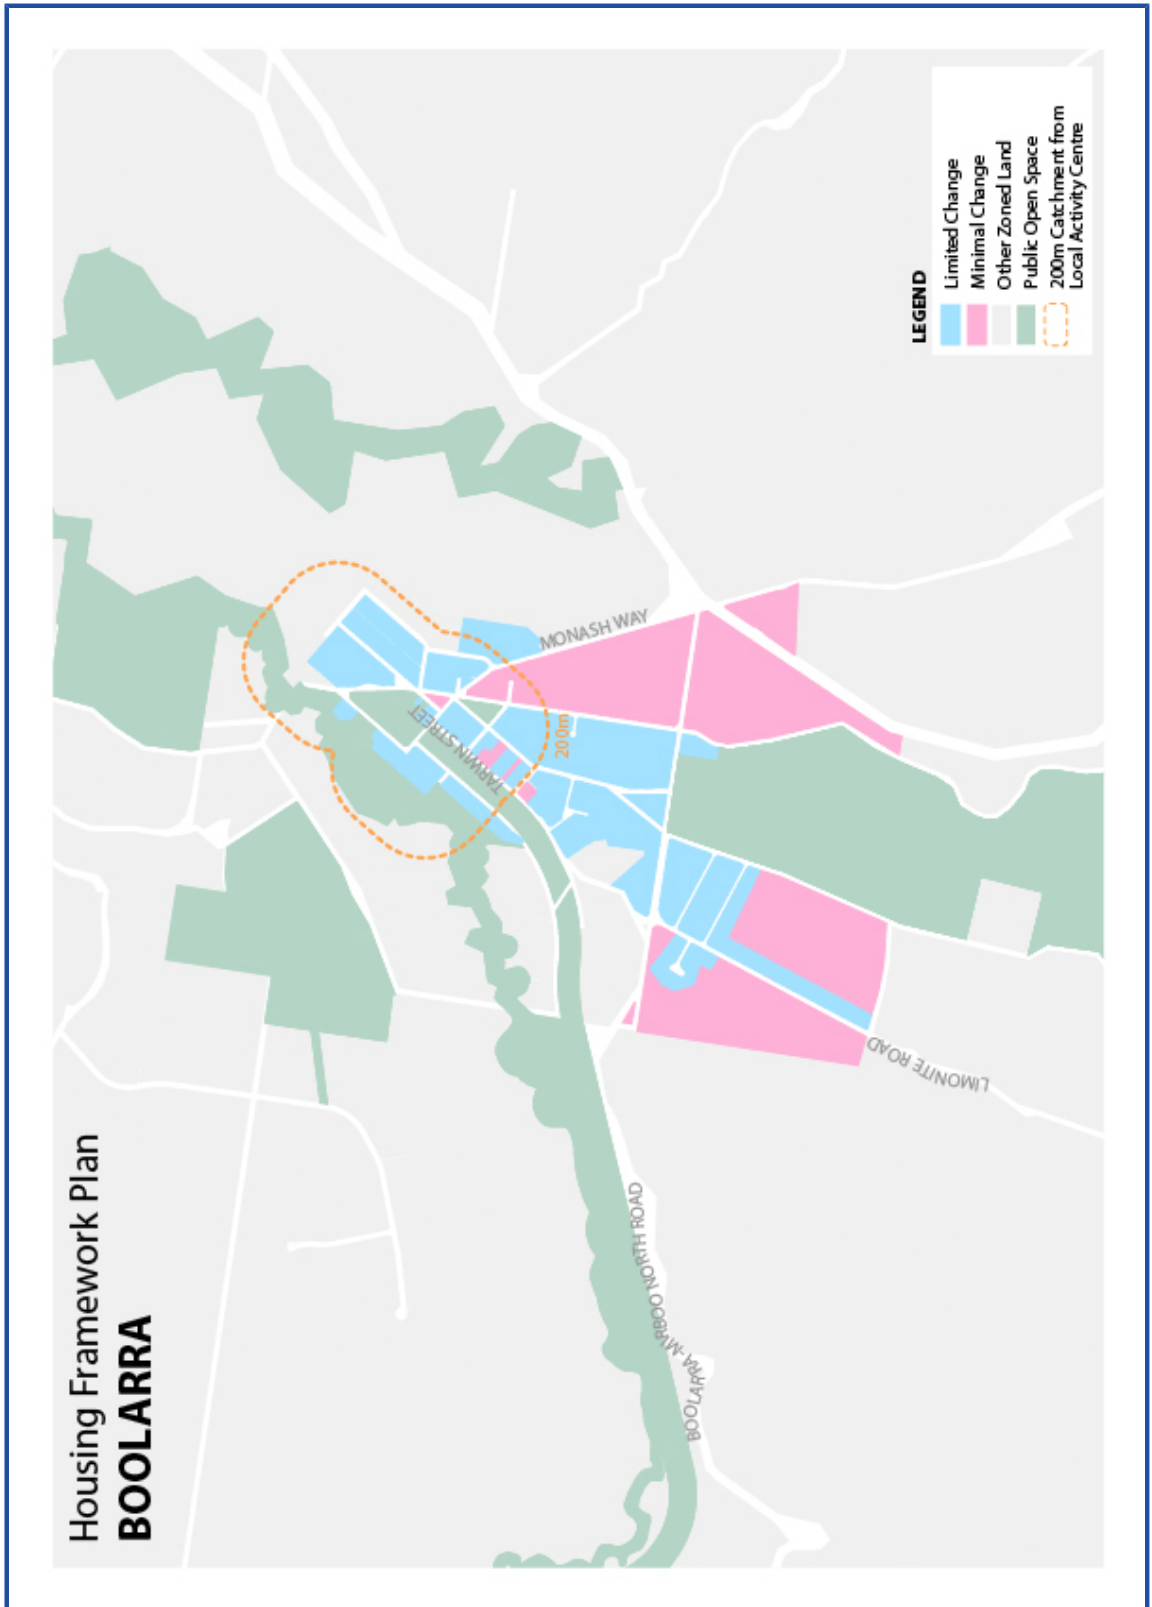 Housing Framework Plan
BOOLARRA
MONASH WAY
TARWIN STREET
200m
LIMONITE ROAD
BOOLARRA-MIRBOO NORTH ROAD
LEGEND
Limited Change
Minimal Change
Other Zoned Land
Public Open Space
200m Catchment from
Local Activity Centre